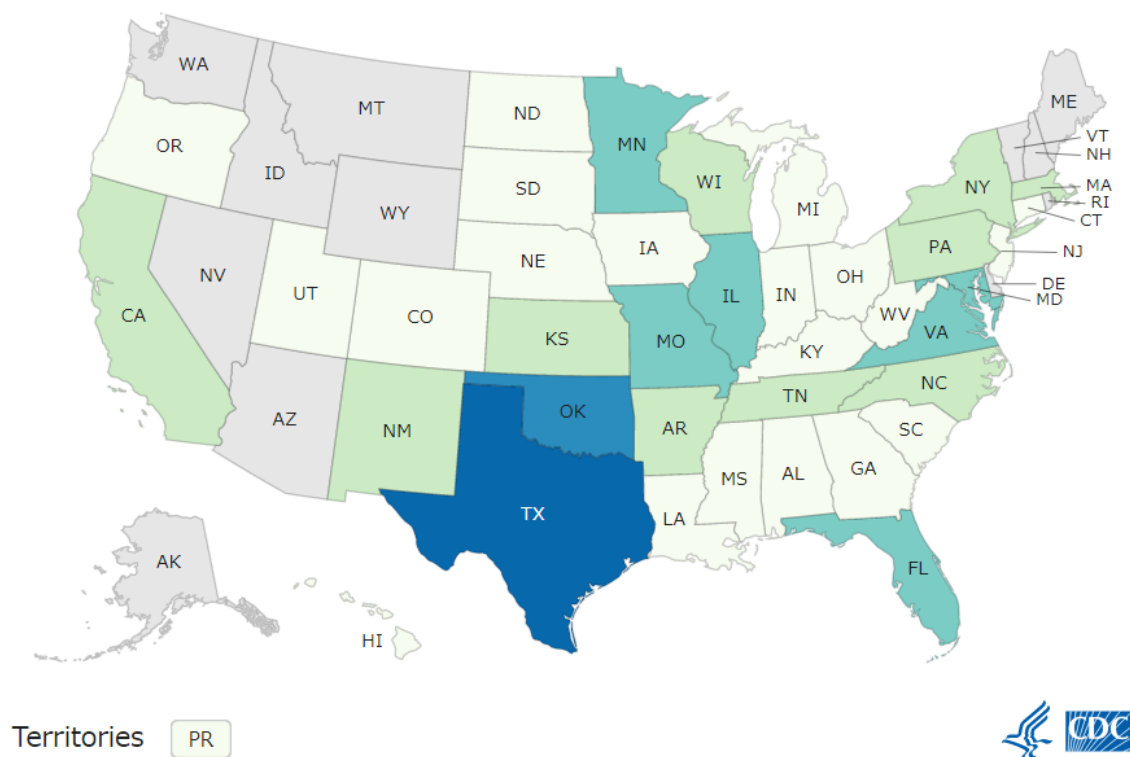 WA
ME
MT
ND
VT
OR
MN
NH
ID
SD
WI
NY
MA
MI
RI
WY
CT
IA
PA
NJ
NE
OH
NV
DE
IL
IN
MD
UT
WV
CA
CO
VA
KS
MO
KY
NC
TN
AZ
OK
NM
AR
SC
MS
AL
GA
TX
LA
AK
FL
HI
Territories PR
CDC